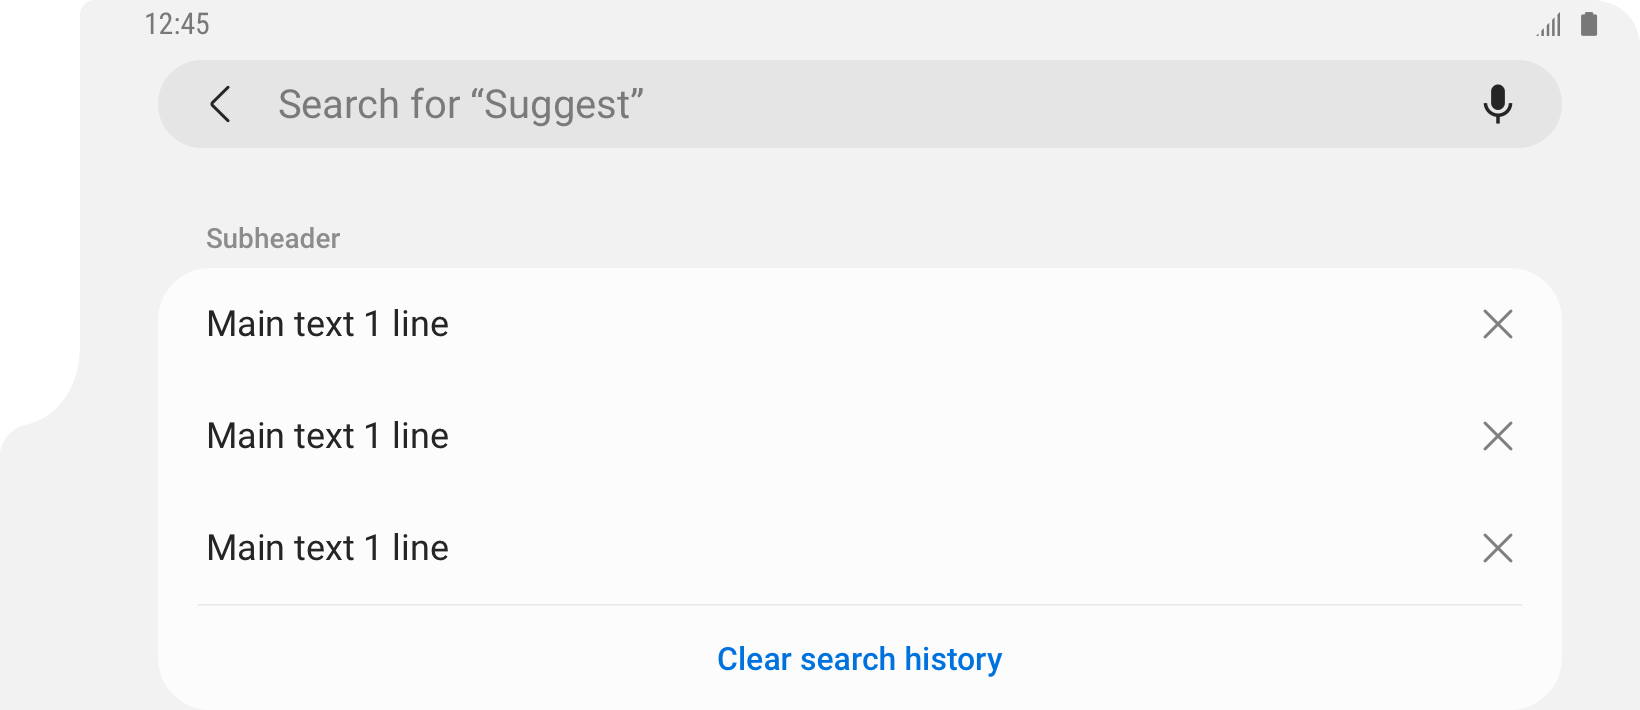 12:45
Search for “Suggest”
Subheader
Main text 1 line
Main text 1 line
Main text 1 line
Clear search history